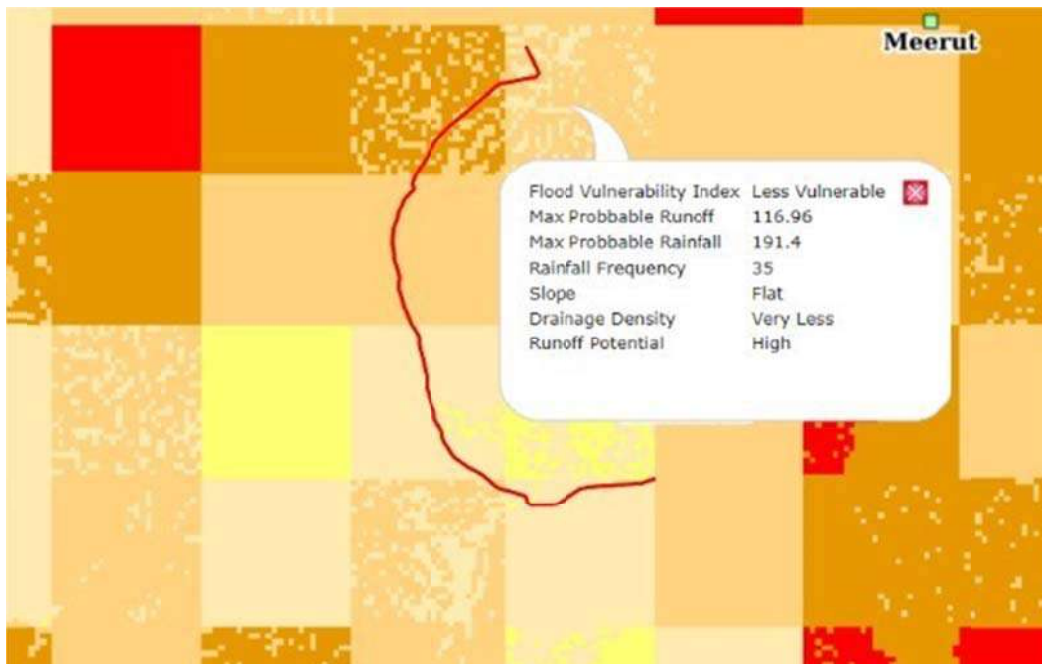 Meerut
Flood Vulnerability Index Less Vulnerable
Max Probbable Runoff 116.96
Max Probbable Rainfall 191.4
Rainfall Frequency 35
Slope Flat
Drainage Density Very Less
Runoff Potential High